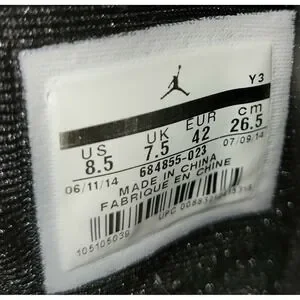 Y3
US UK EUR cm
8.5 7.5 42 26.5
684855-023
06/11/14 07/09/14
MADE IN CHINA
FABRIQUE EN CHINE
105105039
UPC